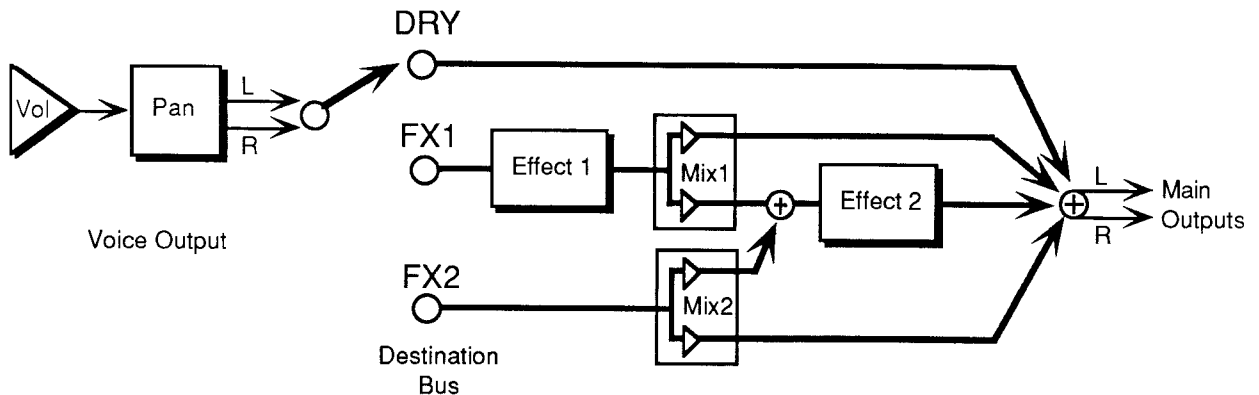 DRY
Vol
Pan
L
R
FX1
Effect 1
Mix1
Effect 2
L
R
Main
Outputs
Voice Output
FX2
Mix2
Destination
Bus